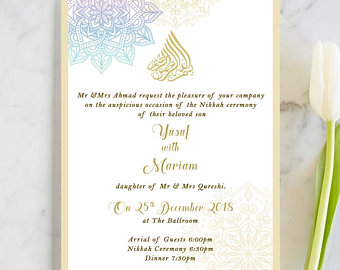 Mr &Mrs Ahmad request the pleasure of your company
on the auspicious occasion of the Nikkah ceremony
of their beloved son
Yusuf
with
Mariam
daughter of Mr & Mrs Qureshi.
On 25th December 2018
at The Ballroom
Arrial of Guests 6:00pm
Nikkah Ceremony 6:30pm
Dinner 7:30pm